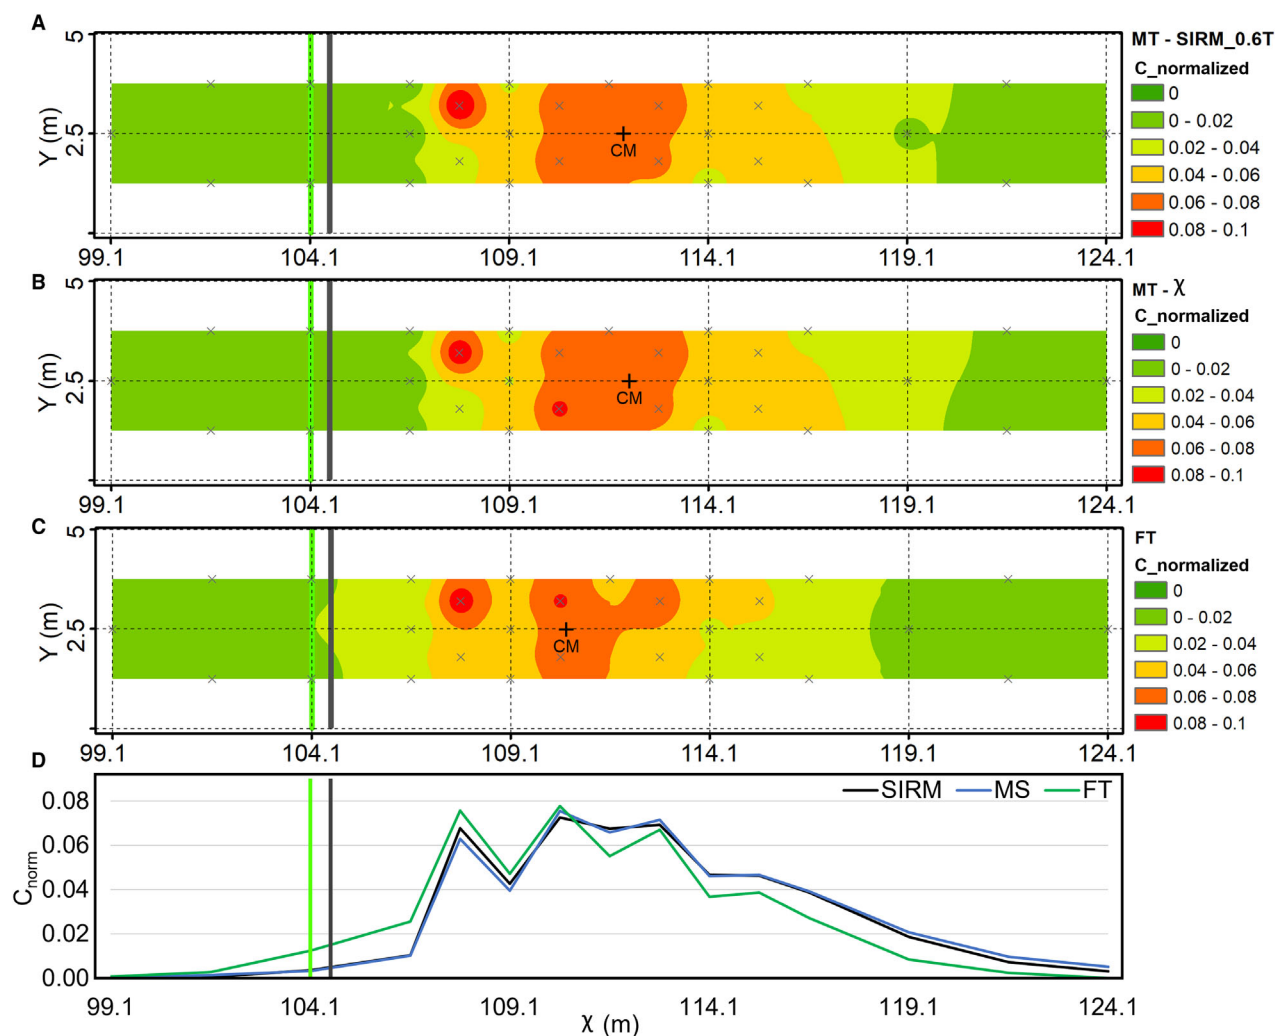 A
MT - SIRM_0.6T
C_normalized
0
0 - 0.02
0.02 - 0.04
0.04 - 0.06
0.06 - 0.08
0.08 - 0.1
5
2.5
Y (m)
CM
99.1 104.1 109.1 114.1 119.1 124.1
B
MT - χ
C_normalized
0
0 - 0.02
0.02 - 0.04
0.04 - 0.06
0.06 - 0.08
0.08 - 0.1
5
2.5
Y (m)
CM
99.1 104.1 109.1 114.1 119.1 124.1
C
FT
C_normalized
0
0 - 0.02
0.02 - 0.04
0.04 - 0.06
0.06 - 0.08
0.08 - 0.1
5
2.5
Y (m)
CM
99.1 104.1 109.1 114.1 119.1 124.1
D
SIRM MS FT
0.08
0.06
0.04
0.02
0.00
Cnorm
99.1 104.1 109.1 114.1 119.1 124.1
χ (m)